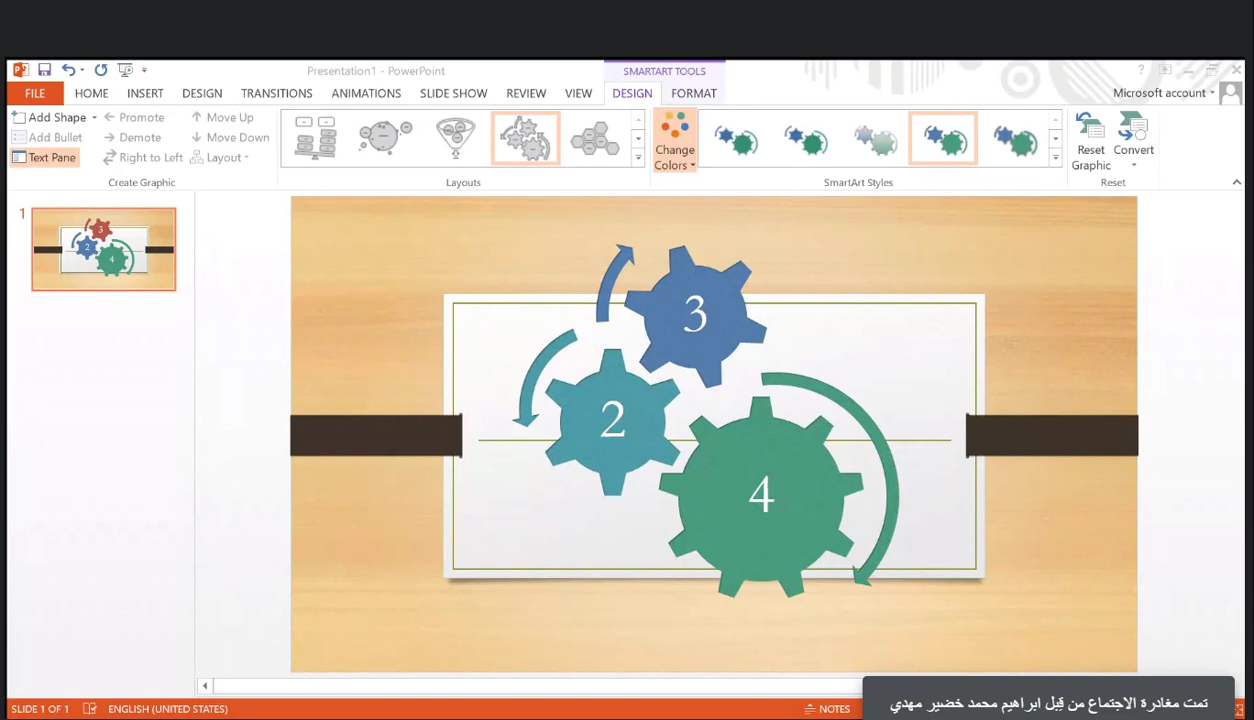 Presentation1 - PowerPoint
SMARTART TOOLS
?
FILE HOME INSERT DESIGN TRANSITIONS ANIMATIONS SLIDE SHOW REVIEW VIEW DESIGN FORMAT Microsoft account
Add Shape Promote Move Up
Add Bullet Demote Move Down
Text Pane Right to Left Layout
Change Colors
Reset Graphic
Convert
Create Graphic Layouts SmartArt Styles Reset
1
3
2
4
3
2
4
SLIDE 1 OF 1 ENGLISH (UNITED STATES) NOTES
تمت مغادرة الاجتماع من قِبل ابراهيم محمد خضير مهدي